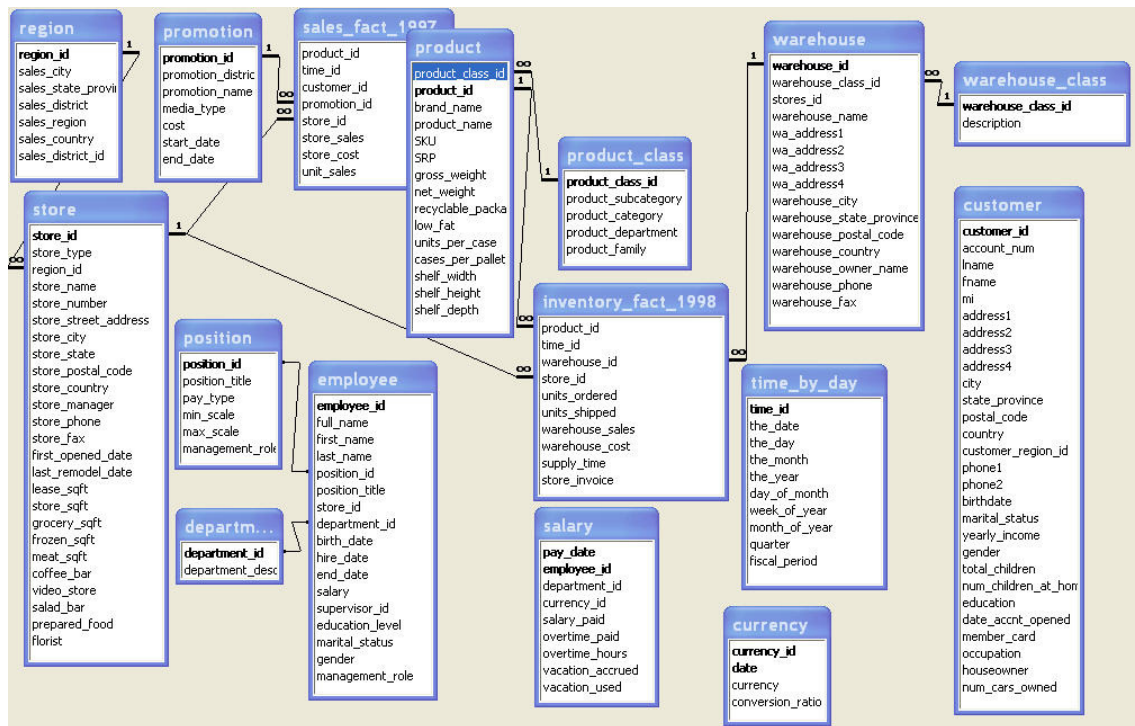 region
region_id
sales_city
sales_state_provi
sales_district
sales_region
sales_country
sales_district_id
promotion
promotion_id
promotion_distric
promotion_name
media_type
cost
start_date
end_date
sales_fact_1997
product_id
time_id
customer_id
promotion_id
store_id
store_sales
store_cost
unit_sales
product
product_class_id
product_id
brand_name
product_name
SKU
SRP
gross_weight
net_weight
recyclable_packa
low_fat
units_per_case
cases_per_pallet
shelf_width
shelf_height
shelf_depth
product_class
product_class_id
product_subcategory
product_category
product_department
product_family
warehouse
warehouse_id
warehouse_class_id
stores_id
warehouse_name
wa_address1
wa_address2
wa_address3
wa_address4
warehouse_city
warehouse_state_province
warehouse_postal_code
warehouse_country
warehouse_owner_name
warehouse_phone
warehouse_fax
warehouse_class
warehouse_class_id
description
store
store_id
store_type
region_id
store_name
store_number
store_street_address
store_city
store_state
store_postal_code
store_country
store_manager
store_phone
store_fax
first_opened_date
last_remodel_date
lease_sqft
store_sqft
grocery_sqft
frozen_sqft
meat_sqft
coffee_bar
video_store
salad_bar
prepared_food
florist
position
position_id
position_title
pay_type
min_scale
max_scale
management_role
departm...
department_id
department_desc
employee
employee_id
full_name
first_name
last_name
position_id
position_title
store_id
department_id
birth_date
hire_date
end_date
salary
supervisor_id
education_level
marital_status
gender
management_role
inventory_fact_1998
product_id
time_id
warehouse_id
store_id
units_ordered
units_shipped
warehouse_sales
warehouse_cost
supply_time
store_invoice
salary
pay_date
employee_id
department_id
currency_id
salary_paid
overtime_paid
overtime_hours
vacation_accrued
vacation_used
time_by_day
time_id
the_date
the_day
the_month
the_year
day_of_month
week_of_year
month_of_year
quarter
fiscal_period
currency
currency_id
date
currency
conversion_ratio
customer
customer_id
account_num
lname
fname
mi
address1
address2
address3
address4
city
state_province
postal_code
country
customer_region_id
phone1
phone2
birthdate
marital_status
yearly_income
gender
total_children
num_children_at_hom
education
date_accnt_opened
member_card
occupation
houseowner
num_cars_owned
1
1
∞
∞
∞
1
1
∞
1
∞
1
1
∞
∞
∞
∞
1